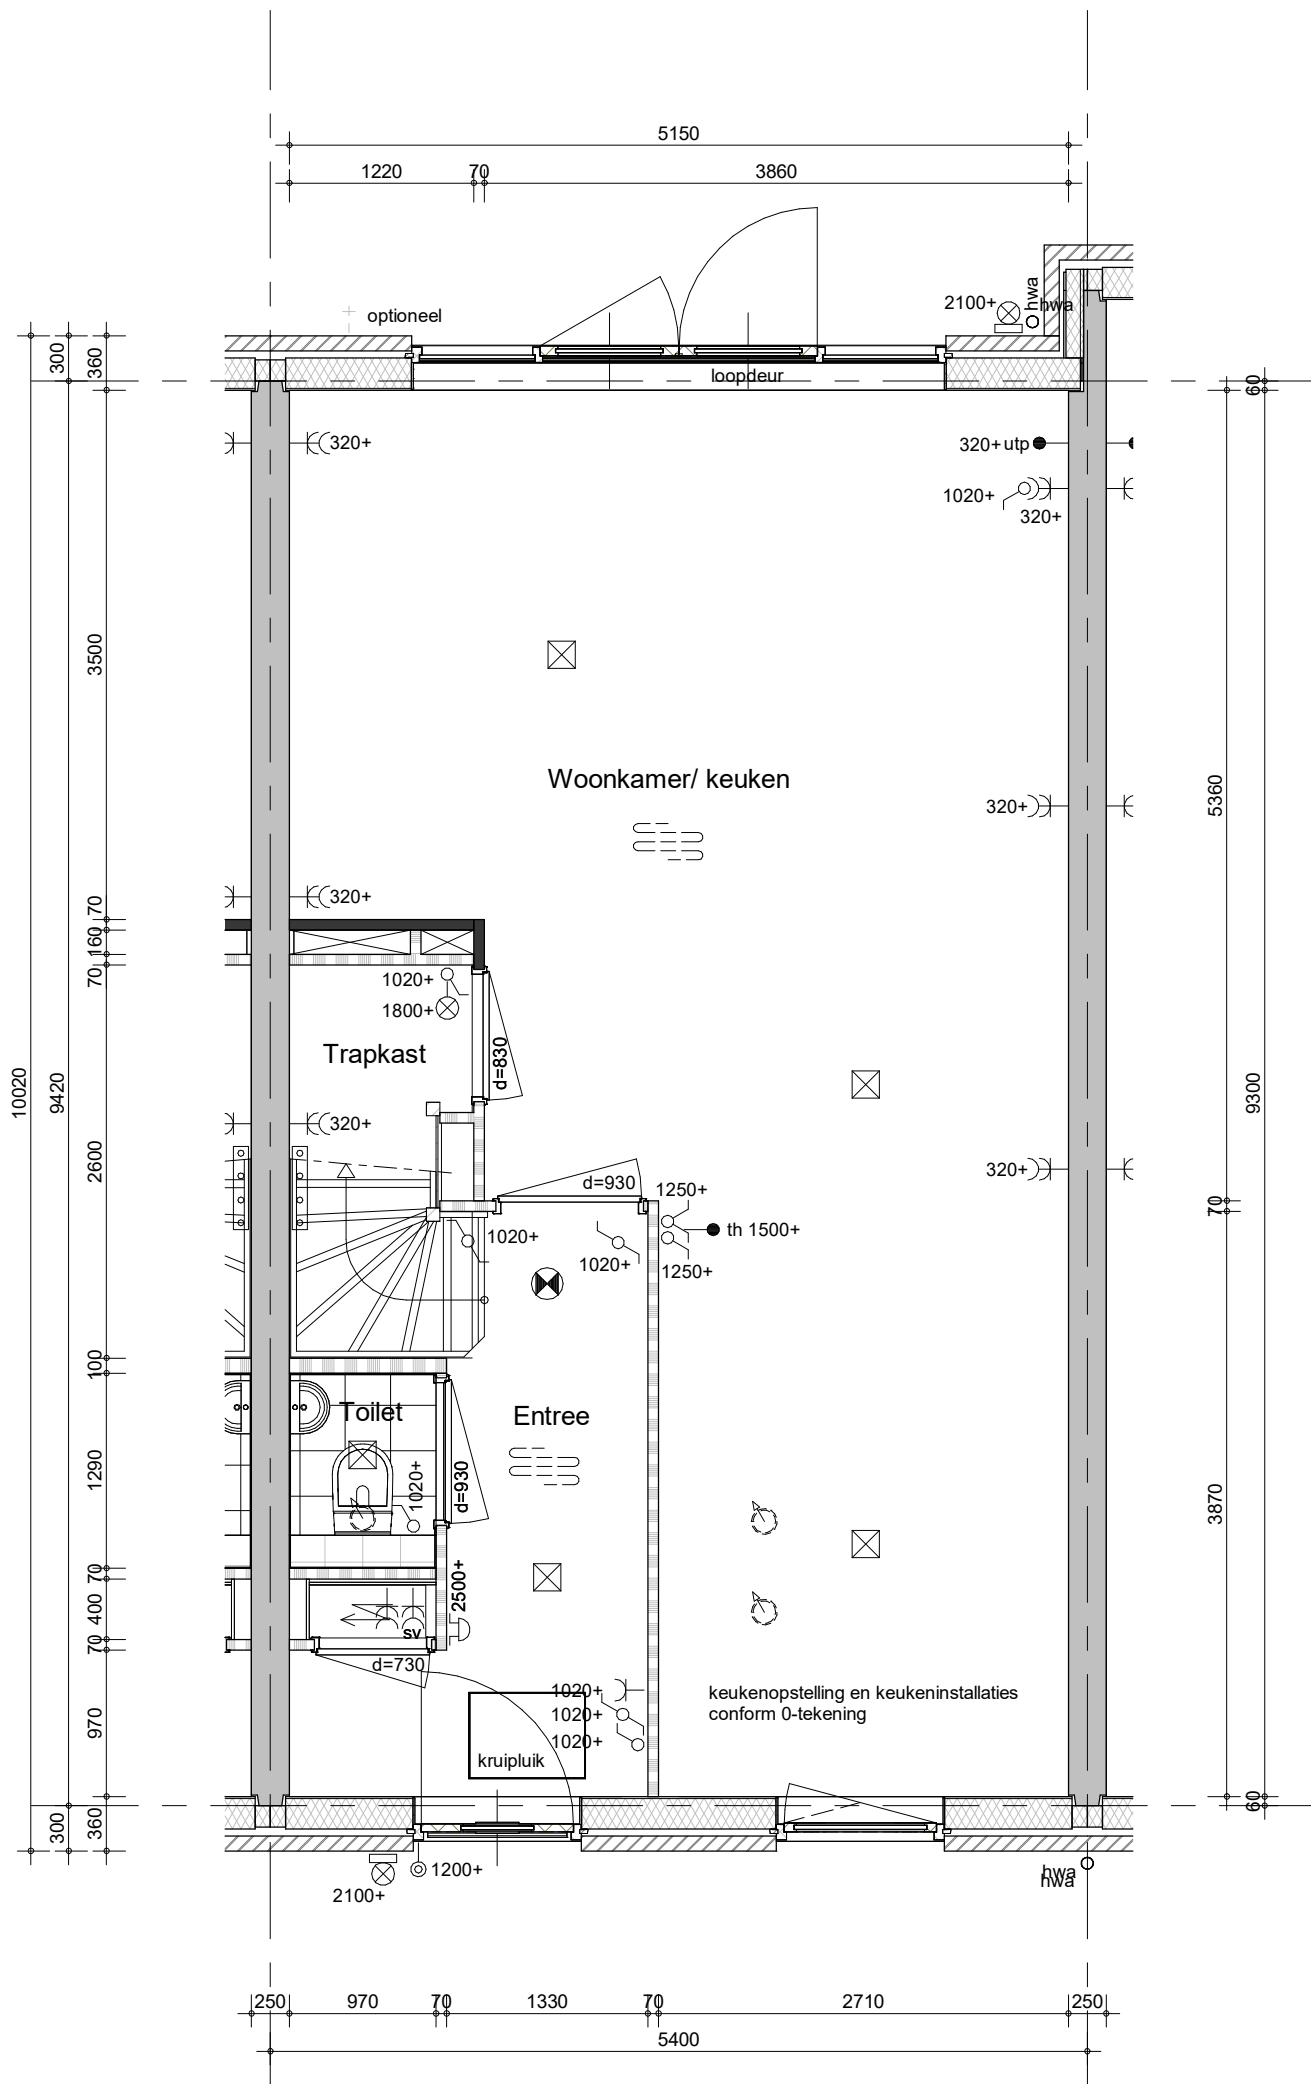 5150
1220
70
3860
optioneel
2100+
hwa
hwa
300
360
loopdeur
60
320+
320+ utp
1020+
320+
3500
Woonkamer/ keuken
320+
5360
320+
70
160
70
1020+
1800+
Trapkast
d=830
10020
9420
9300
320+
2600
320+
d=930
1250+
70
1020+
1020+
th 1500+
1250+
100
Toilet
Entree
1290
1020+
d=930
3870
70
400
2500+
sv
70
d=730
1020+
1020+
1020+
keukenopstelling en keukeninstallaties
conform 0-tekening
970
kruipluik
300
360
60
1200+
2100+
hwa
hwa
250
970
70
1330
70
2710
250
5400